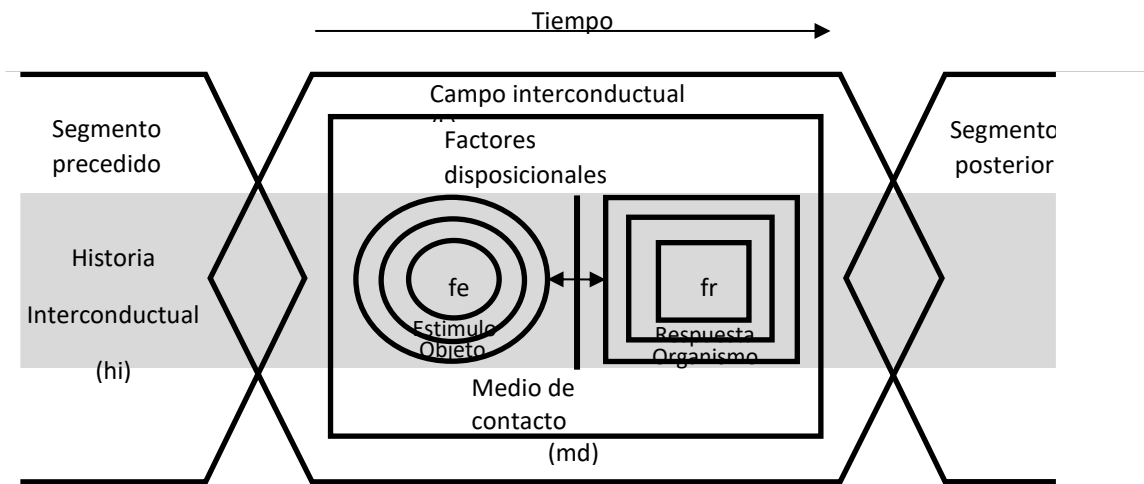 Tiempo
Campo interconductual
Segmento
precedido
Factores
disposicionales
Segmento
posterior
Historia
Interconductual
(hi)
fe
Estimulo
Objeto
fr
Respuesta
Organismo
Medio de
contacto
(md)